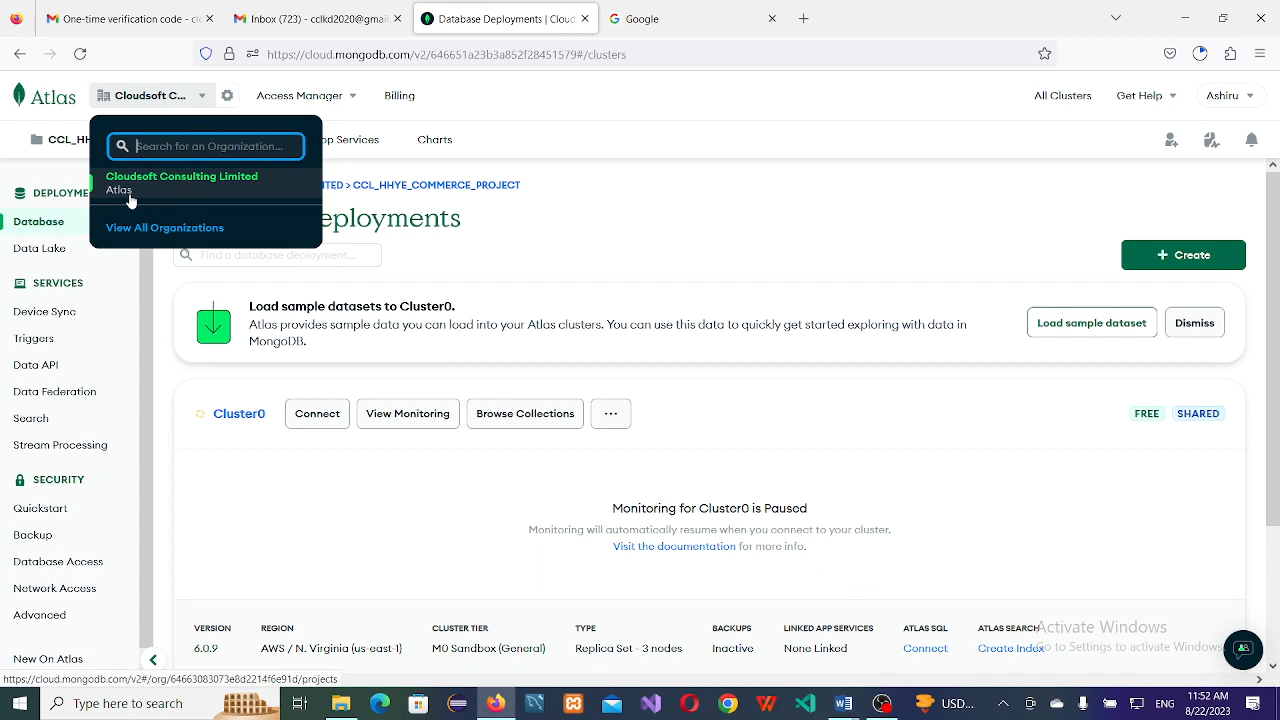 One-time verification code - cl
Inbox (723) - cclkd2020@gmail.
Database Deployments | Cloud
Google
https://cloud.mongodb.com/v2/646651a23b3a852f28451579#/clusters
Atlas
Cloudsoft C...
Access Manager
Billing
All Clusters
Get Help
Ashiru
CCL_HH
Search for an Organization...
pp Services
Charts
Cloudsoft Consulting Limited
Atlas
View All Organizations
ITED > CCL_HHYE_COMMERCE_PROJECT
eployments
DEPLOYME
Database
Data Lake
SERVICES
Device Sync
Triggers
Data API
Data Federation
Search
Stream Processing
SECURITY
Quickstart
Backup
Database Access
Network Access
Advanced
New On Atlas
Find a database deployment...
+ Create
Load sample datasets to Cluster0.
Atlas provides sample data you can load into your Atlas clusters. You can use this data to quickly get started exploring with data in
MongoDB.
Load sample dataset
Dismiss
Cluster0
Connect
View Monitoring
Browse Collections
...
FREE
SHARED
Monitoring for Cluster0 is Paused
Monitoring will automatically resume when you connect to your cluster.
Visit the documentation for more info.
VERSION
REGION
CLUSTER TIER
TYPE
BACKUPS
LINKED APP SERVICES
ATLAS SQL
ATLAS SEARCH
6.0.9
AWS / N. Virginia (us-east-1)
M0 Sandbox (General)
Replica Set - 3 nodes
Inactive
None Linked
Connect
Create Index
Activate Windows
Go to Settings to activate Windows.
https://cloud.mongodb.com/v2#/org/64663083073e8d2214f6e91d/projects
Type here to search
USD...
ENG
11:52 AM
8/22/2023